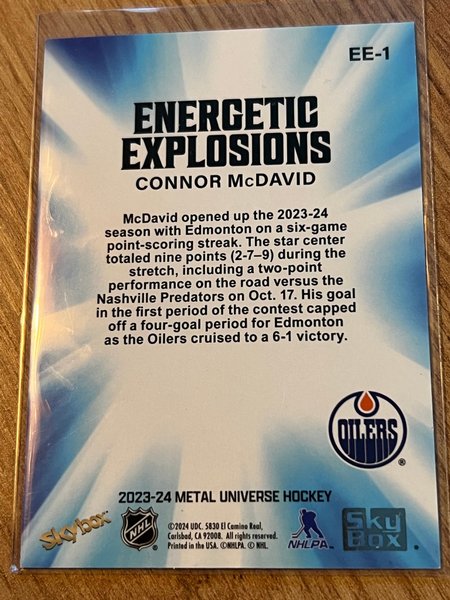 EE-1
ENERGETIC
EXPLOSIONS
CONNOR McDAVID
McDavid opened up the 2023-24
season with Edmonton on a six-game
point-scoring streak. The star center
totaled nine points (2-7–9) during the
stretch, including a two-point
performance on the road versus the
Nashville Predators on Oct. 17. His goal
in the first period of the contest capped
off a four-goal period for Edmonton
as the Oilers cruised to a 6-1 victory.
OILERS ®
2023-24 METAL UNIVERSE HOCKEY
Skybox
NHL
©2024 UDC. 5830 El Camino Real,
Carlsbad, CA 92008. All rights reserved.
Printed in the USA. ©NHLPA. © NHL.
NHLPA
SkyBox